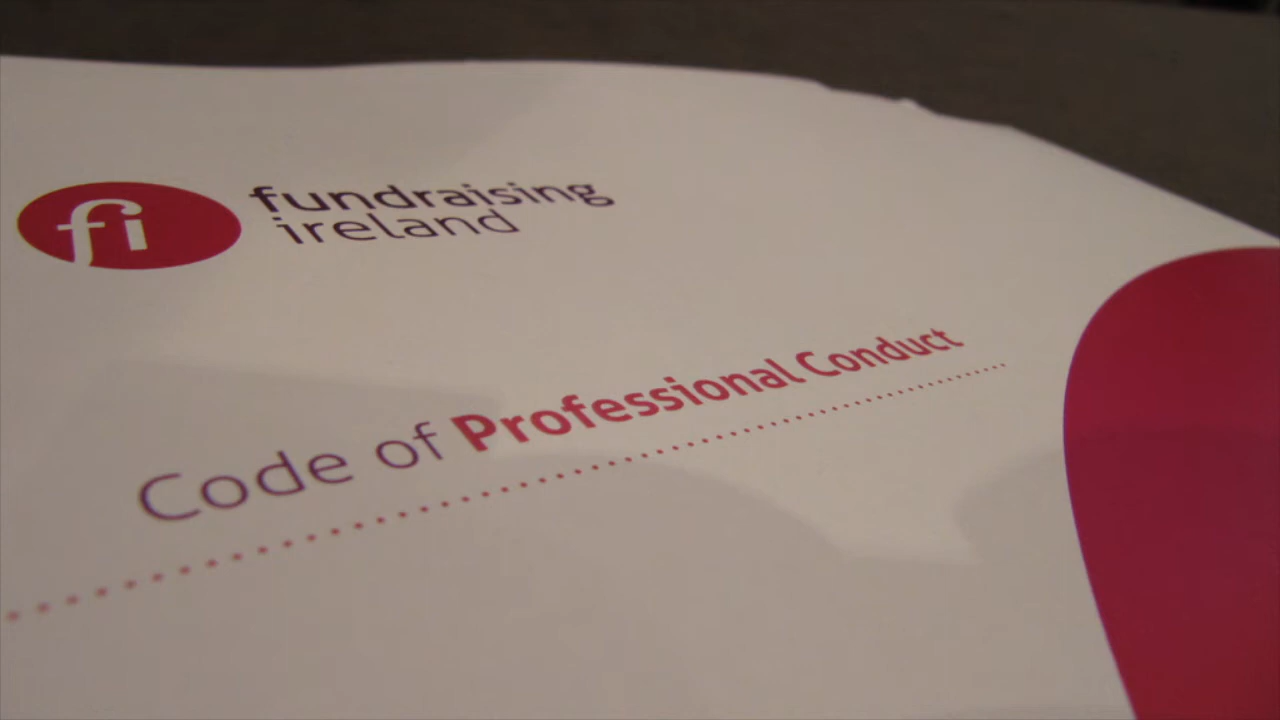 fi
fundraising
ireland
Code of Professional Conduct